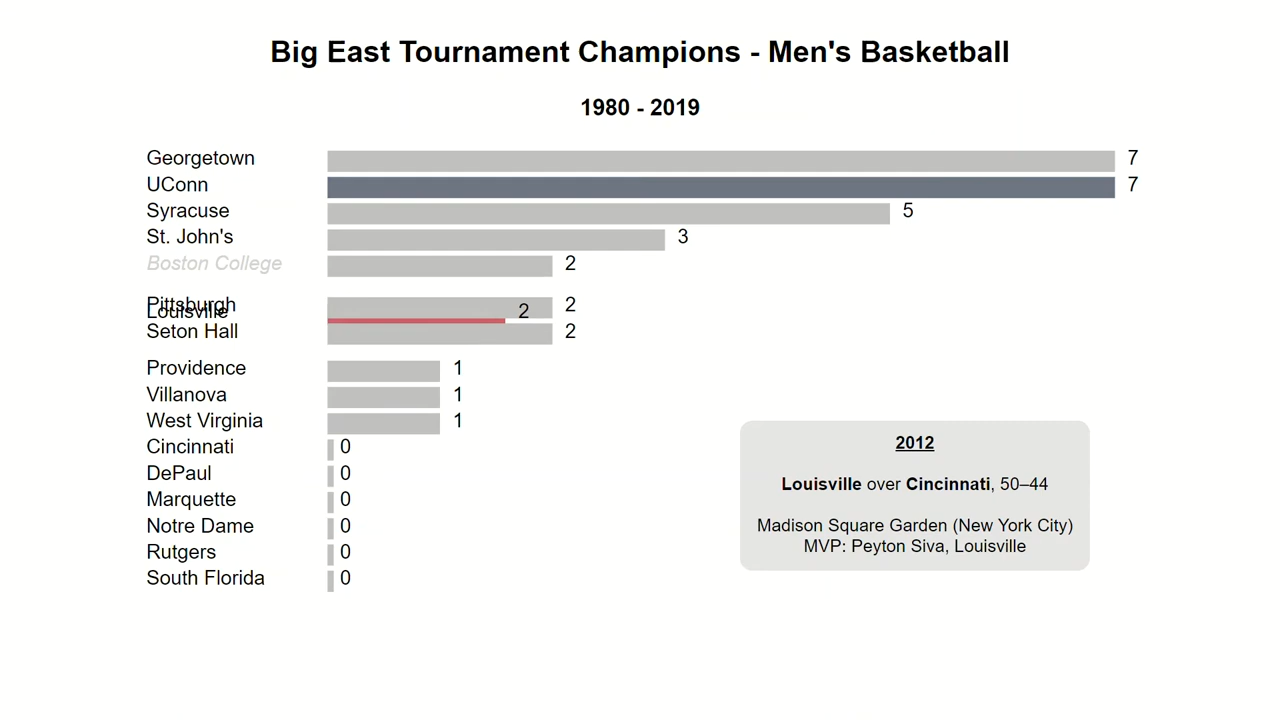 Big East Tournament Champions - Men's Basketball
1980 - 2019
Georgetown 7
UConn 7
Syracuse 5
St. John's 3
Boston College 2
Pittsburgh 2
Louisville 2
Seton Hall 2
Providence 1
Villanova 1
West Virginia 1
Cincinnati 0
DePaul 0
Marquette 0
Notre Dame 0
Rutgers 0
South Florida 0
2012
Louisville over Cincinnati, 50–44
Madison Square Garden (New York City)
MVP: Peyton Siva, Louisville